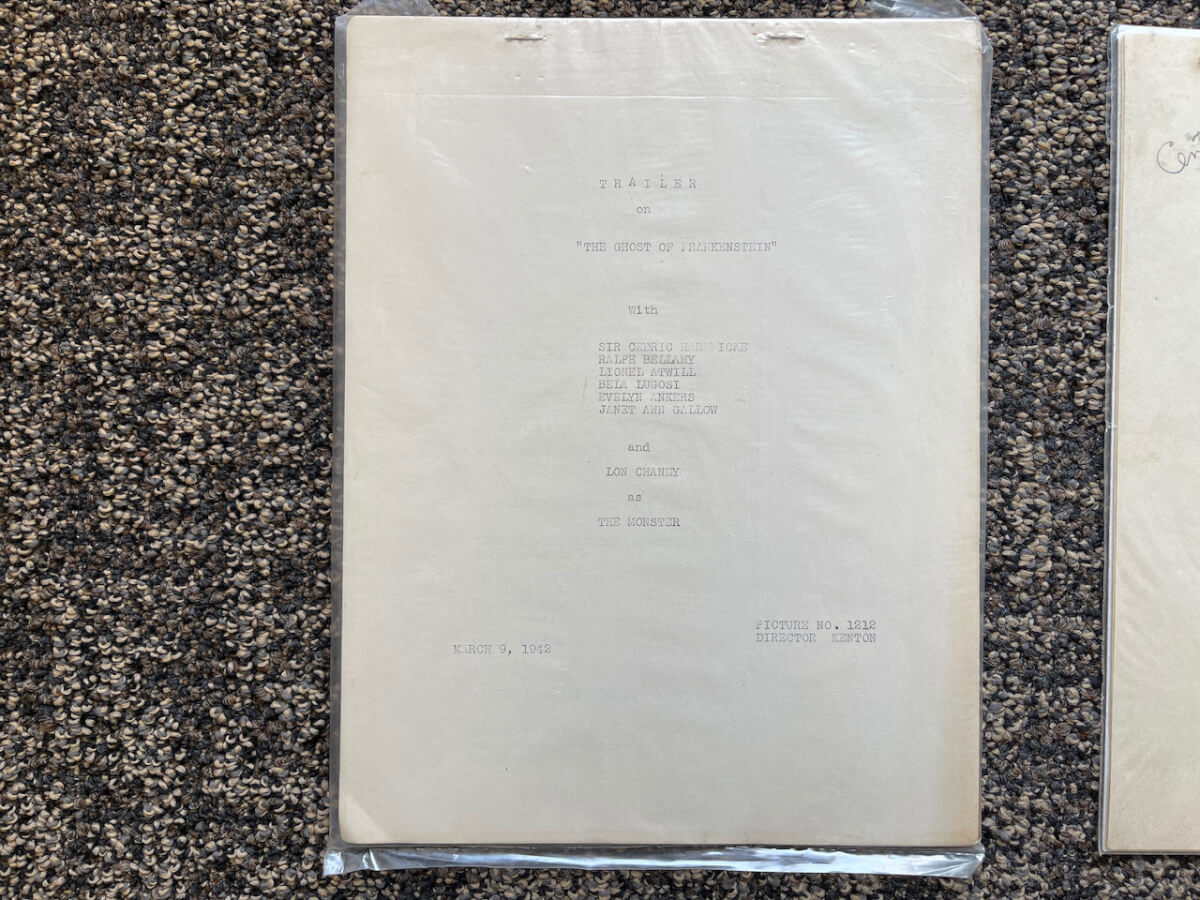 TRAILER
on
"THE GHOST OF FRANKENSTEIN"
With
SIR CEDRIC HARDWICKE
RALPH BELLAMY
LIONEL ATWILL
BELA LUGOSI
EVELYN ANKERS
JANET ANN GALLOW
and
LON CHANEY
as
THE MONSTER
PICTURE NO. 1212
DIRECTOR KENTON
MARCH 9, 1942